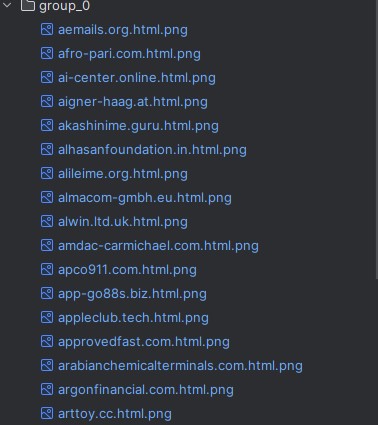 group_0
aemails.org.html.png
afro-pari.com.html.png
ai-center.online.html.png
aigner-haag.at.html.png
akashinime.guru.html.png
alhasanfoundation.in.html.png
alileime.org.html.png
almacom-gmbh.eu.html.png
alwin.ltd.uk.html.png
amdac-carmichael.com.html.png
apco911.com.html.png
app-go88s.biz.html.png
appleclub.tech.html.png
approvedfast.com.html.png
arabianchemicalterminals.com.html.png
argonfinancial.com.html.png
arttoy.cc.html.png